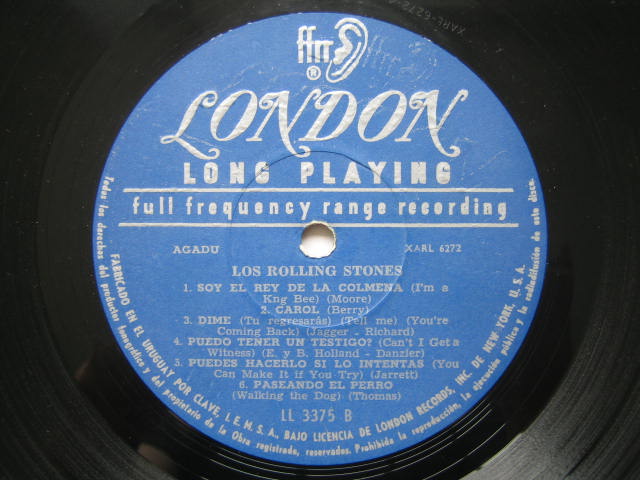 XARL-6272
ffrr
®
LONDON
LONG PLAYING
full frequency range recording
AGADU
XARL 6272
LOS ROLLING STONES
1. SOY EL REY DE LA COLMENA (I'm a
Kng Bee) (Moore)
2. CAROL (Berry)
3. DIME (Tu regresarás) (Tell me) (You're
Coming Back) (Jagger - Richard)
4. PUEDO TENER UN TESTIGO? (Can't I Get a
Witness) (E. y B. Holland - Danzler)
5. PUEDES HACERLO SI LO INTENTAS (You
Can Make It if You Try) (Jarrett)
6. PASEANDO EL PERRO
(Walking the Dog) (Thomas)
LL 3375 B
Todos los derechos del productor fonográfico y del propietario de la Obra registrada, reservados. Prohibida la reproducción, la ejecución pública y la radiodifusión de este disco.
FABRICADO EN EL URUGUAY POR CLAVE, I.E.M.S.A., BAJO LICENCIA DE LONDON RECORDS, INC. DE NEW YORK, U.S.A.